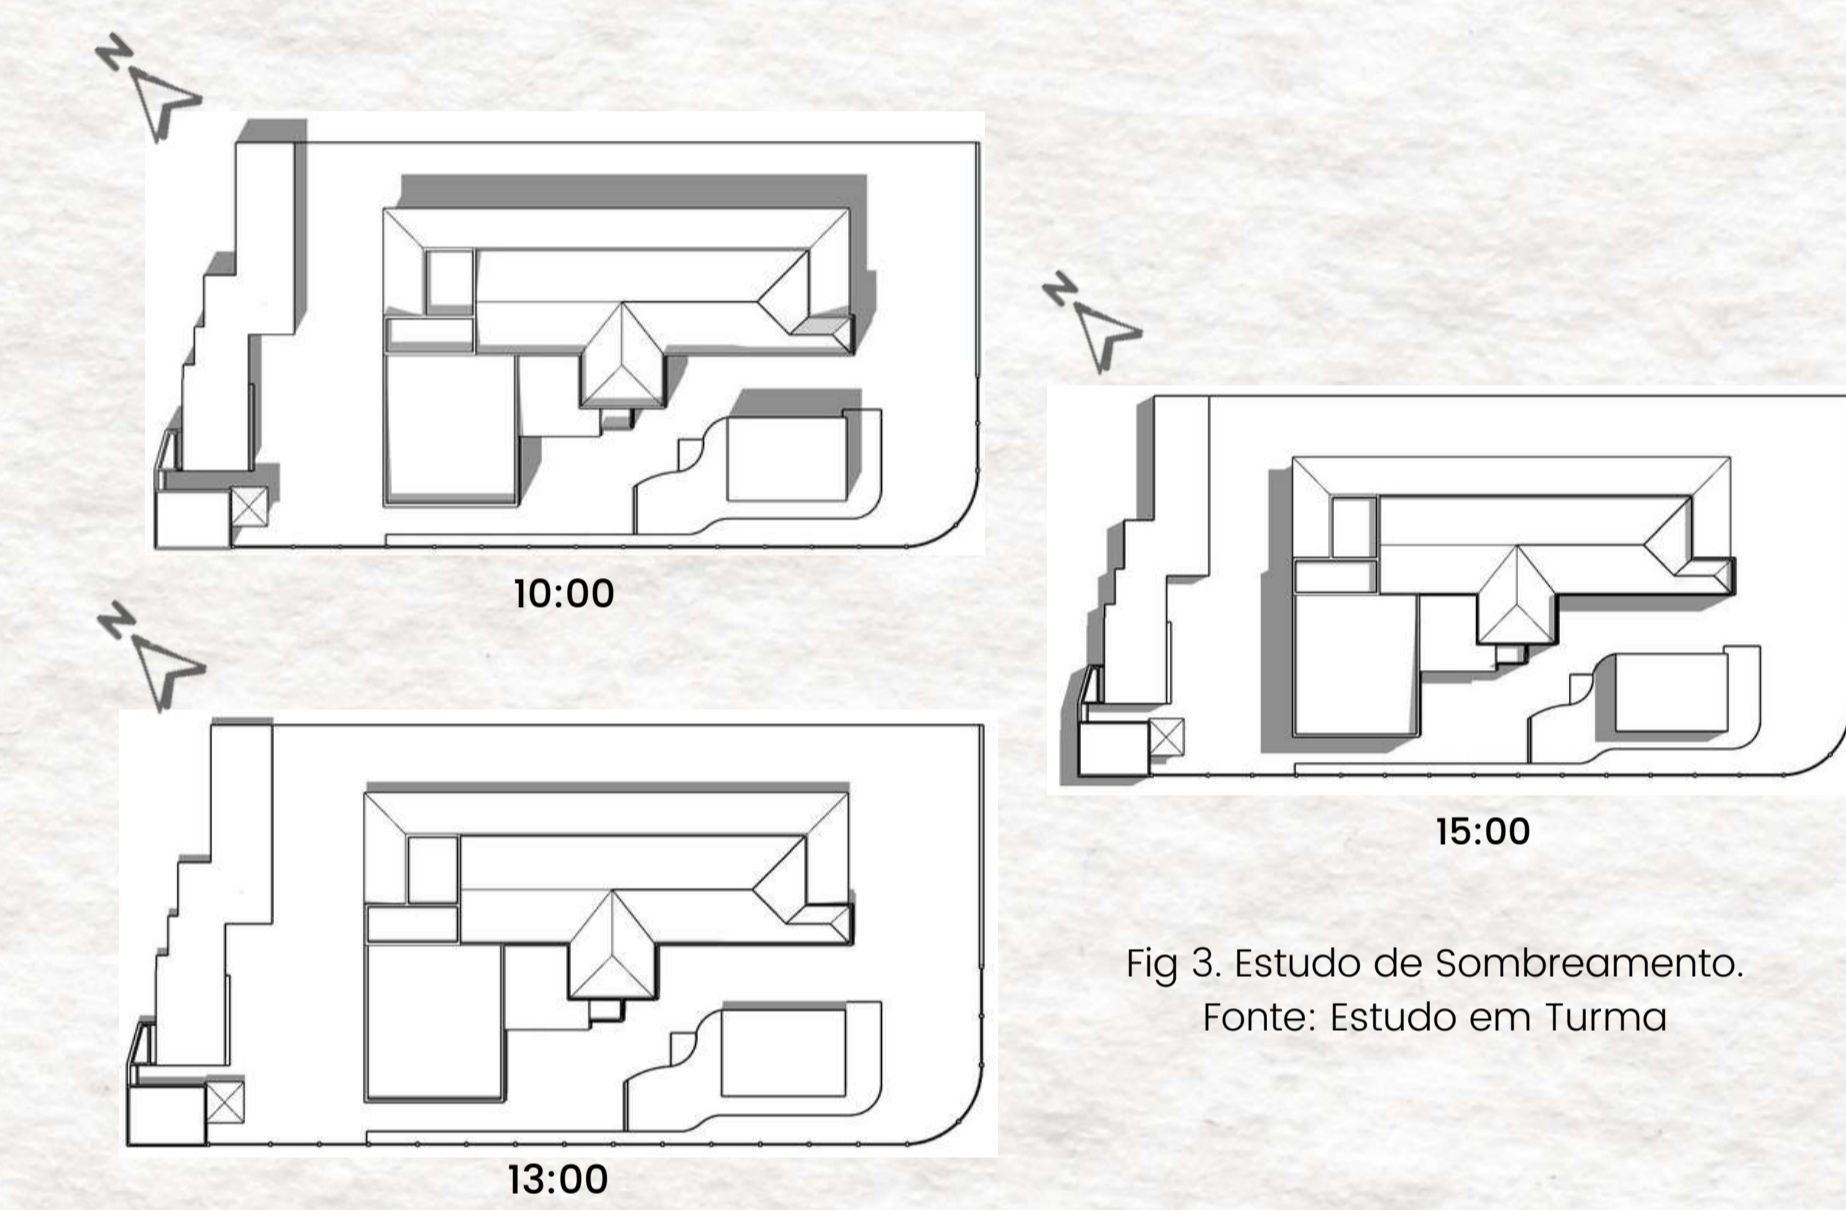 N
10:00
N
13:00
N
15:00
Fig 3. Estudo de Sombreamento.
Fonte: Estudo em Turma